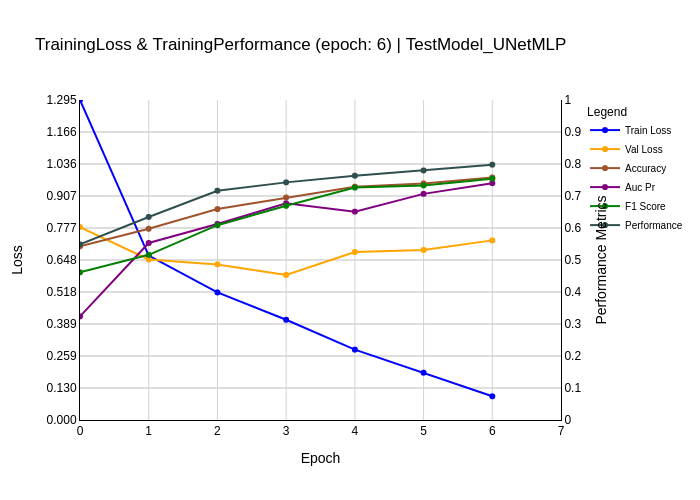 TrainingLoss & TrainingPerformance (epoch: 6) | TestModel_UNetMLP
1.295
1.166
1.036
0.907
0.777
0.648
0.518
0.389
0.259
0.130
0.000
Loss
0 1 2 3 4 5 6 7
Epoch
1
0.9
0.8
0.7
0.6
0.5
0.4
0.3
0.2
0.1
0
Performance Metrics
Legend
Train Loss
Val Loss
Accuracy
Auc Pr
F1 Score
Performance